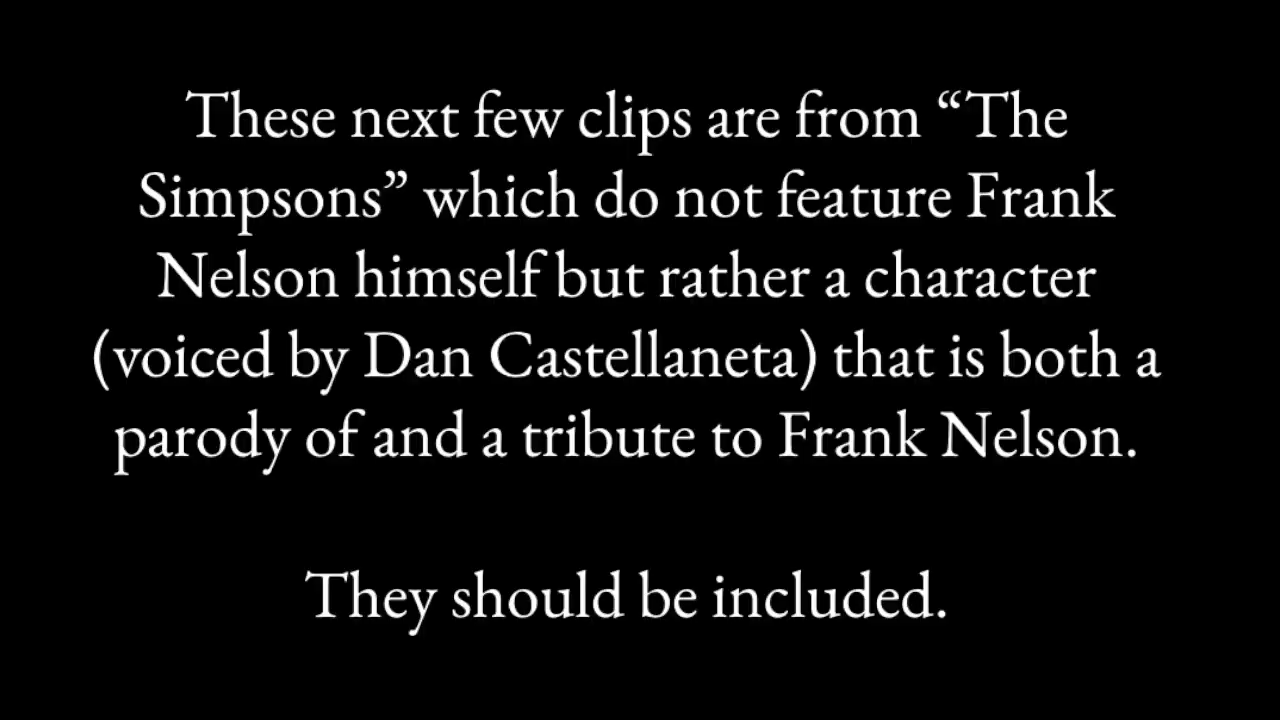 These next few clips are from “The
Simpsons” which do not feature Frank
Nelson himself but rather a character
(voiced by Dan Castellaneta) that is both a
parody of and a tribute to Frank Nelson.
They should be included.